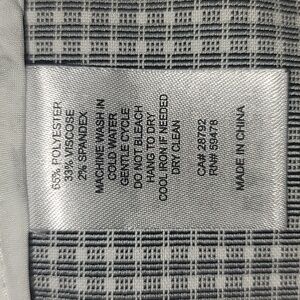 65% POLYESTER
33% VISCOSE
2% SPANDEX
MACHINE WASH IN
COLD WATER
GENTLE CYCLE
DO NOT BLEACH
HANG TO DRY
COOL IRON IF NEEDED
DRY CLEAN
CA# 28792
RN# 59478
MADE IN CHINA